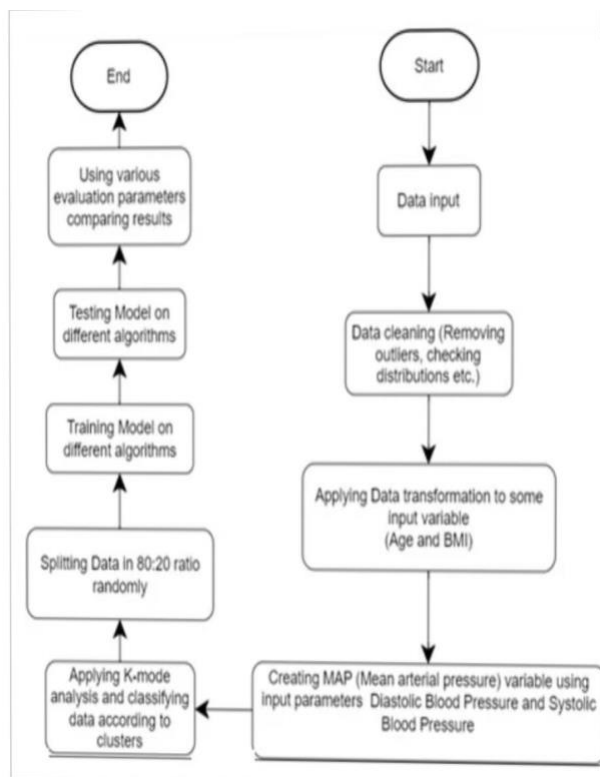 Start
Data input
Data cleaning (Removing
outliers, checking
distributions etc.)
Applying Data transformation to some
input variable
(Age and BMI)
Creating MAP (Mean arterial pressure) variable using
input parameters Diastolic Blood Pressure and Systolic
Blood Pressure
Applying K-mode
analysis and classifying
data according to
clusters
Splitting Data in 80:20 ratio
randomly
Training Model on
different algorithms
Testing Model on
different algorithms
Using various
evaluation parameters
comparing results
End